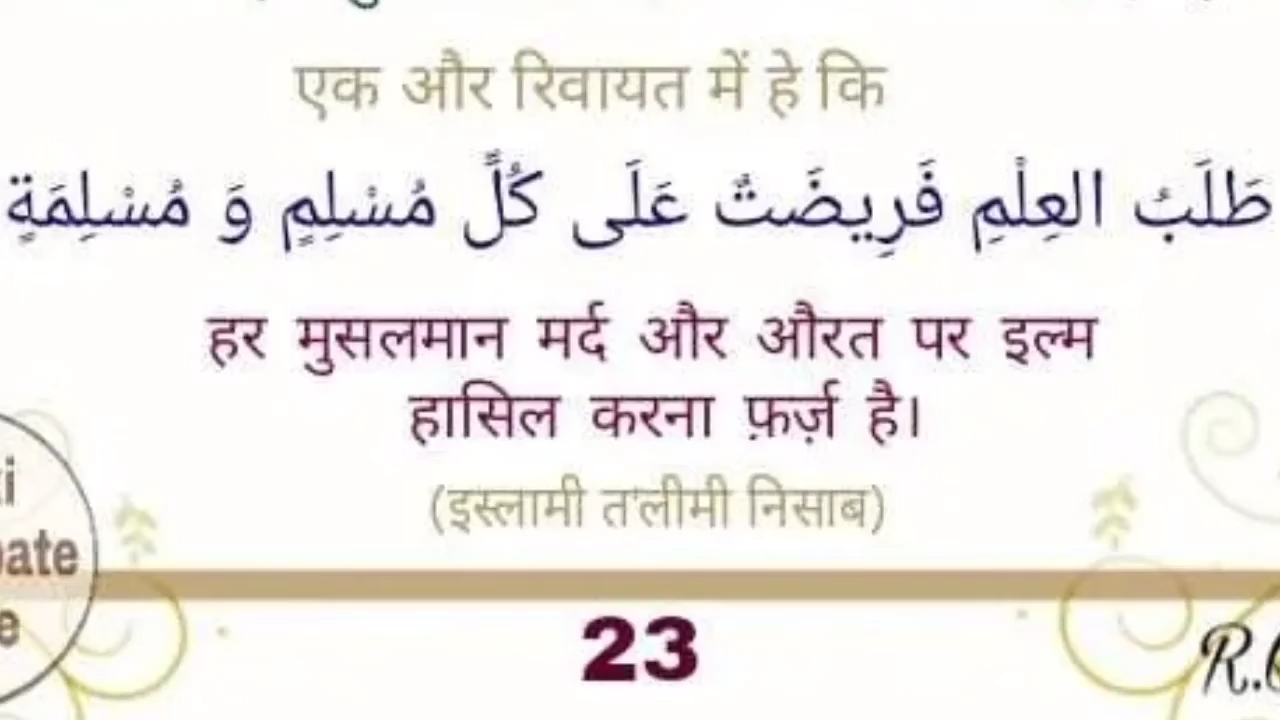 एक और रिवायत में हे कि
طَلَبُ العِلْمِ فَرِيضَتٌ عَلَى كُلِّ مُسْلِمٍ وَ مُسْلِمَةٍ
हर मुसलमान मर्द और औरत पर इल्म
हासिल करना फ़र्ज़ है।
(इस्लामी त'लीमी निसाब)
23